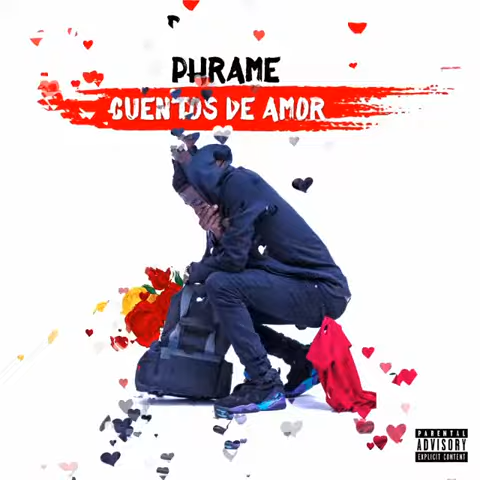 PHRAME
CUENTOS DE AMOR
PARENTAL
ADVISORY
EXPLICIT CONTENT